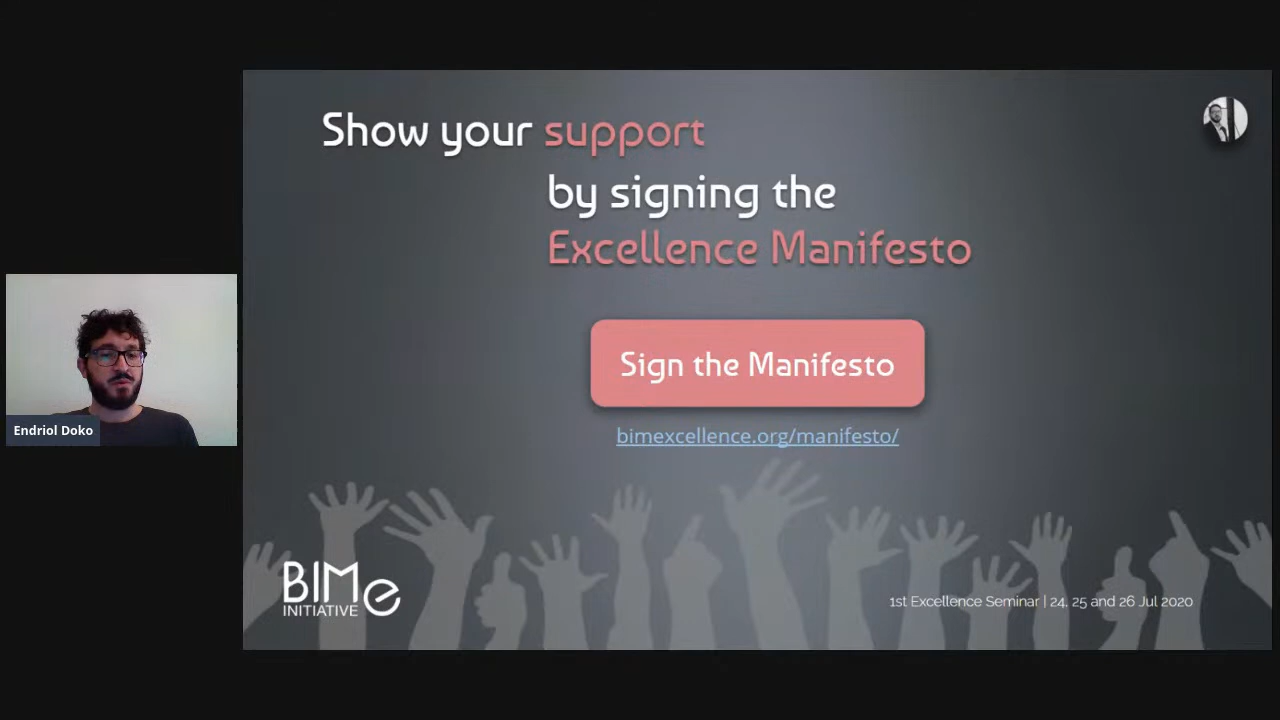 Show your support
by signing the
Excellence Manifesto
Sign the Manifesto
bimexcellence.org/manifesto/
Endriol Doko
BIMe
INITIATIVE
1st Excellence Seminar | 24, 25 and 26 Jul 2020